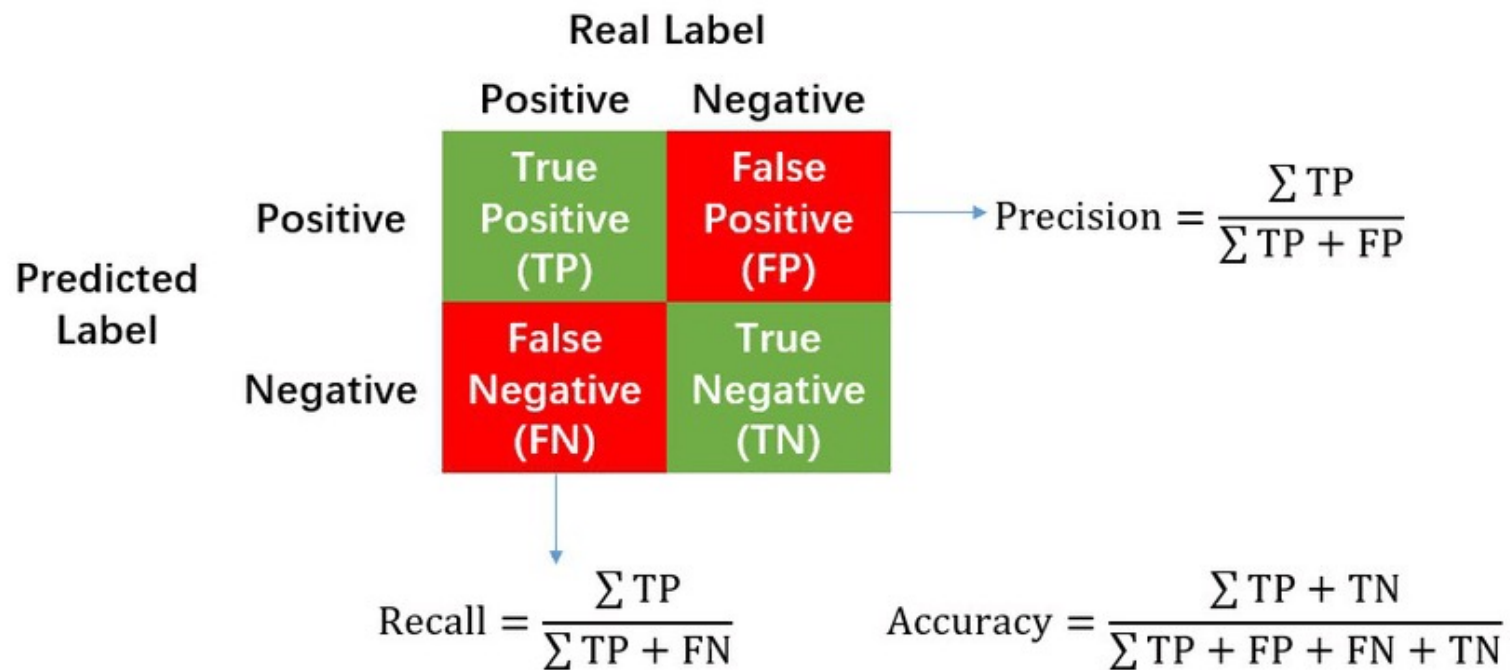 Real Label
Positive Negative
True Positive (TP)
False Positive (FP)
Positive
Precision = ∑ TP / ∑ TP + FP
Predicted Label
False Negative (FN)
True Negative (TN)
Negative
Recall = ∑ TP / ∑ TP + FN
Accuracy = ∑ TP + TN / ∑ TP + FP + FN + TN